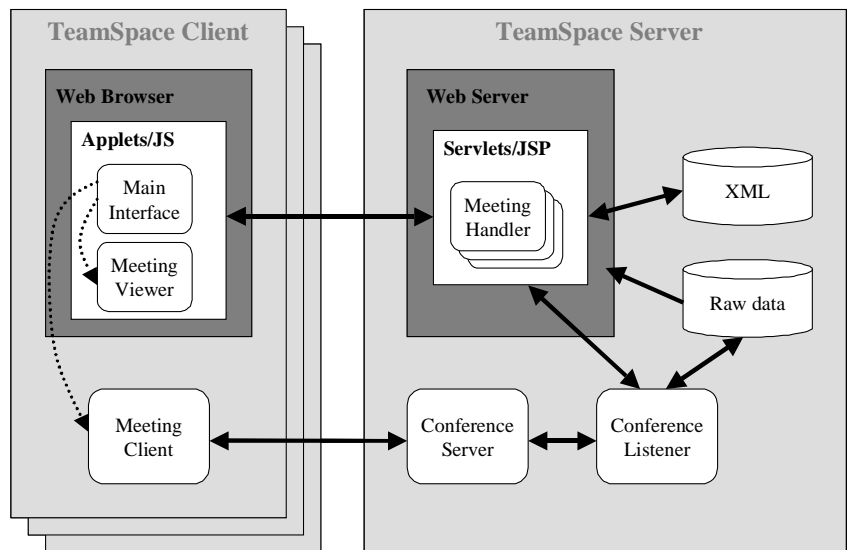 TeamSpace Client
Web Browser
Applets/JS
Main
Interface
Meeting
Viewer
Meeting
Client
TeamSpace Server
Web Server
Servlets/JSP
Meeting
Handler
XML
Raw data
Conference
Server
Conference
Listener